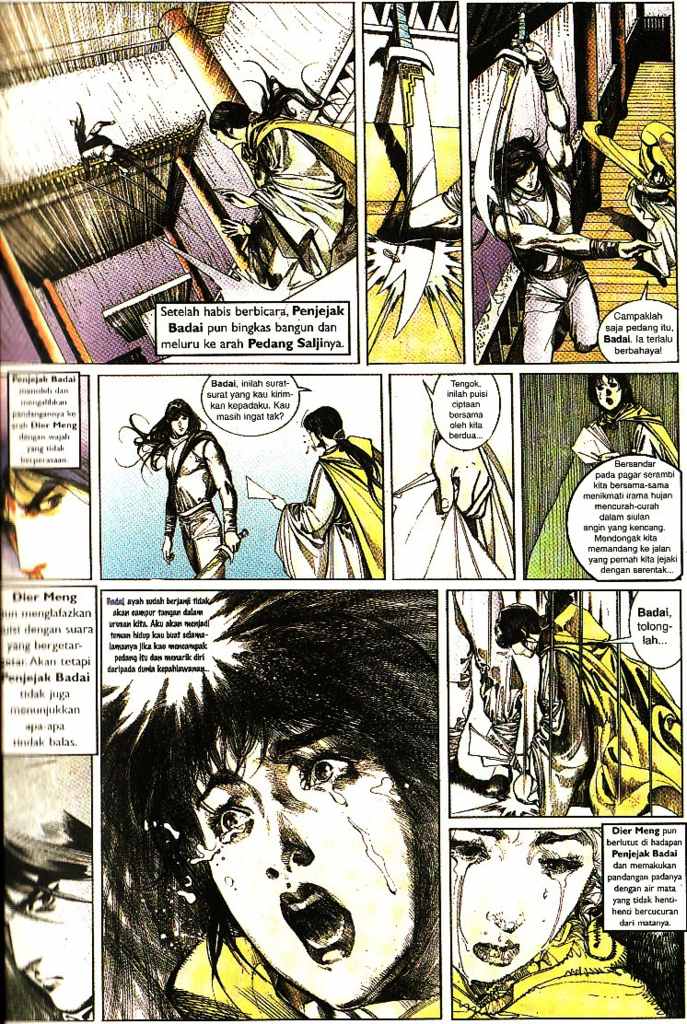 Setelah habis berbicara, Penjejak
Badai pun bingkas bangun dan
meluru ke arah Pedang Saljinya.
Campaklah
saja pedang itu,
Badai. Ia terlalu
berbahaya!
Penjejak Badai
menoleh dan
mengalihkan
pandangannya ke
arah Dier Meng
dengan wajah
yang tidak
berperasaan.
Badai, inilah surat-
surat yang kau kirim-
kan kepadaku. Kau
masih ingat tak?
Tengok,
inilah puisi
ciptaan
bersama
oleh kita
berdua...
Bersandar
pada pagar serambi
kita bersama-sama
menikmati irama hujan
mencurah-curah
dalam siulan
angin yang kencang.
Mendongak kita
memandang ke jalan
yang pernah kita jejaki
dengan serentak...
Dier Meng
pun menglafazkan
puisi dengan suara
yang bergetar-
getar. Akan tetapi
Penjejak Badai
tidak juga
menunjukkan
apa-apa
tindak balas.
Badai, ayah sudah berjanji tidak
akan campur tangan dalam
urusan kita. Aku akan menjadi
teman hidup kau buat selama-
lamanya jika kau mencampak
pedang itu dan menarik diri
daripada dunia kepahlawanan...
Badai,
tolong-
lah...
Dier Meng pun
berlutut di hadapan
Penjejak Badai
dan memakukan
pandangan padanya
dengan air mata
yang tidak henti-
henti bercucuran
dari matanya.